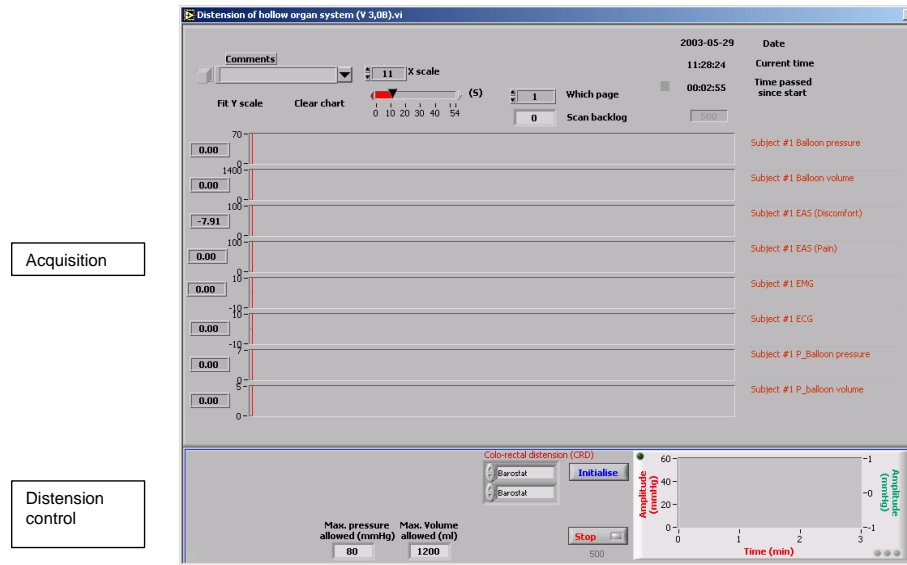 Distension of hollow organ system (V 3,0B).vi
2003-05-29 Date
Comments
11:28:24 Current time
11 X scale
00:02:55 Time passed since start
(S)
1 Which page
Fit Y scale Clear chart
0 10 20 30 40 54
0 Scan backlog
500
70
0.00
Subject #1 Balloon pressure
0
1400
0.00
Subject #1 Balloon volume
0
100
-7.91
Subject #1 EAS (Discomfort)
0
100
Acquisition
0.00
Subject #1 EAS (Pain)
0
10
0.00
Subject #1 EMG
-10
10
0.00
Subject #1 ECG
-10
7
0.00
Subject #1 P_Balloon pressure
0
5
0.00
Subject #1 P_balloon volume
0
Colo-rectal distension (CRD)
Barostat
Initialise
Barostat
Distension
control
Max. pressure allowed (mmHg)
80
Max. Volume allowed (ml)
1200
Stop
500
60
40
20
0
Amplitude (mmHg)
0 1 2 3
Time (min)
-1
-0
--1
Amplitude (mmHg)